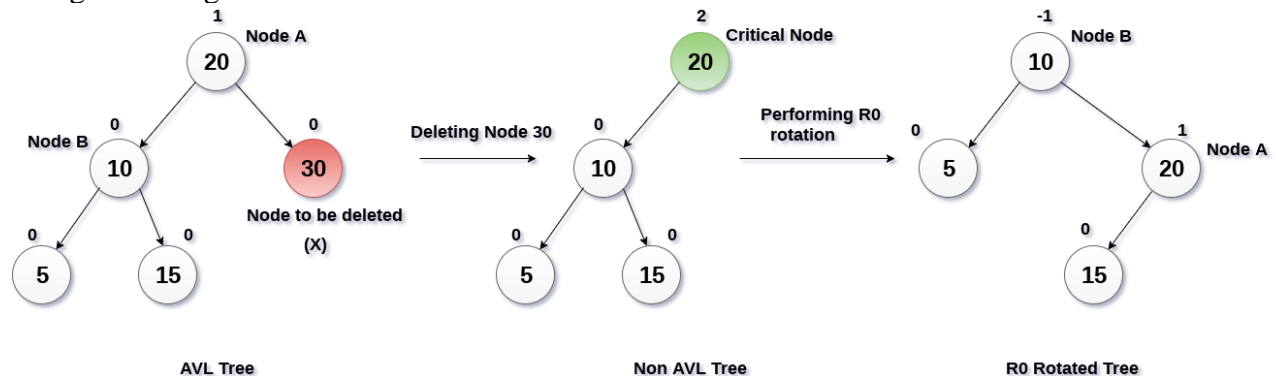 1
Node A
20
Node B
0
0
10
30
Node to be deleted
(X)
0
0
5
15
AVL Tree
Deleting Node 30
2
Critical Node
20
0
10
0
0
5
15
Non AVL Tree
Performing R0
rotation
-1
Node B
10
0
1
5
20
Node A
0
15
R0 Rotated Tree